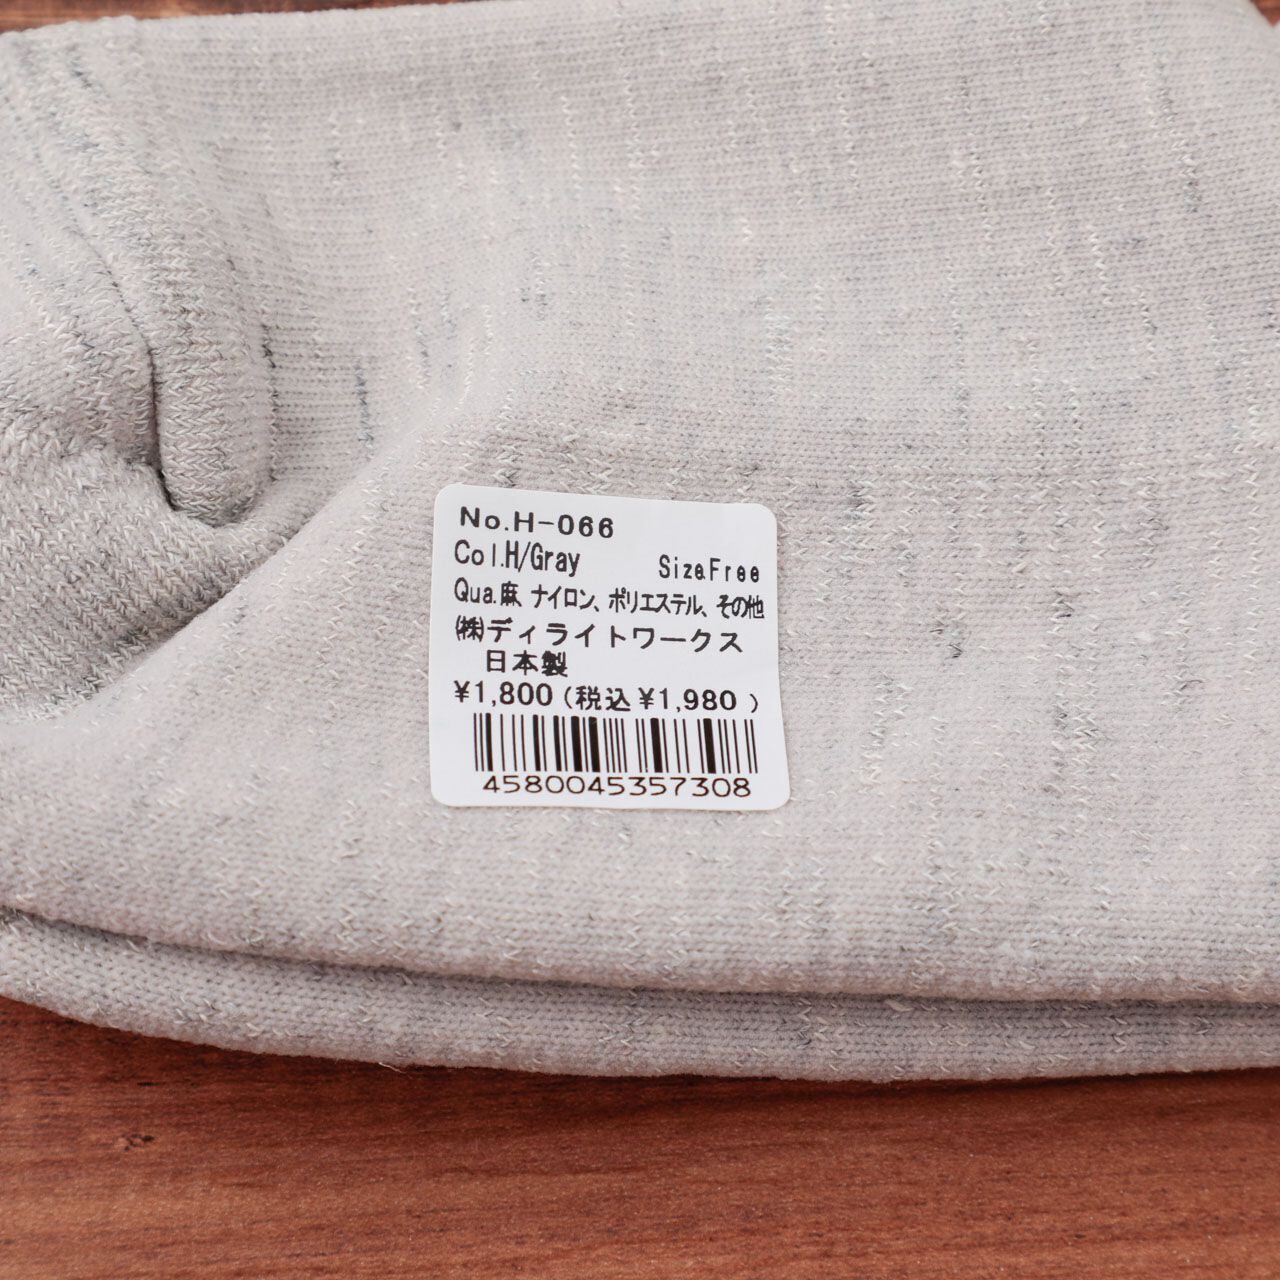 No.H-066
Col.H/Gray SizeFree
Qua.麻、ナイロン、ポリエステル、その他
㈱ディライトワークス
日本製
¥1,800 (税込 ¥1,980 )
4580045357308